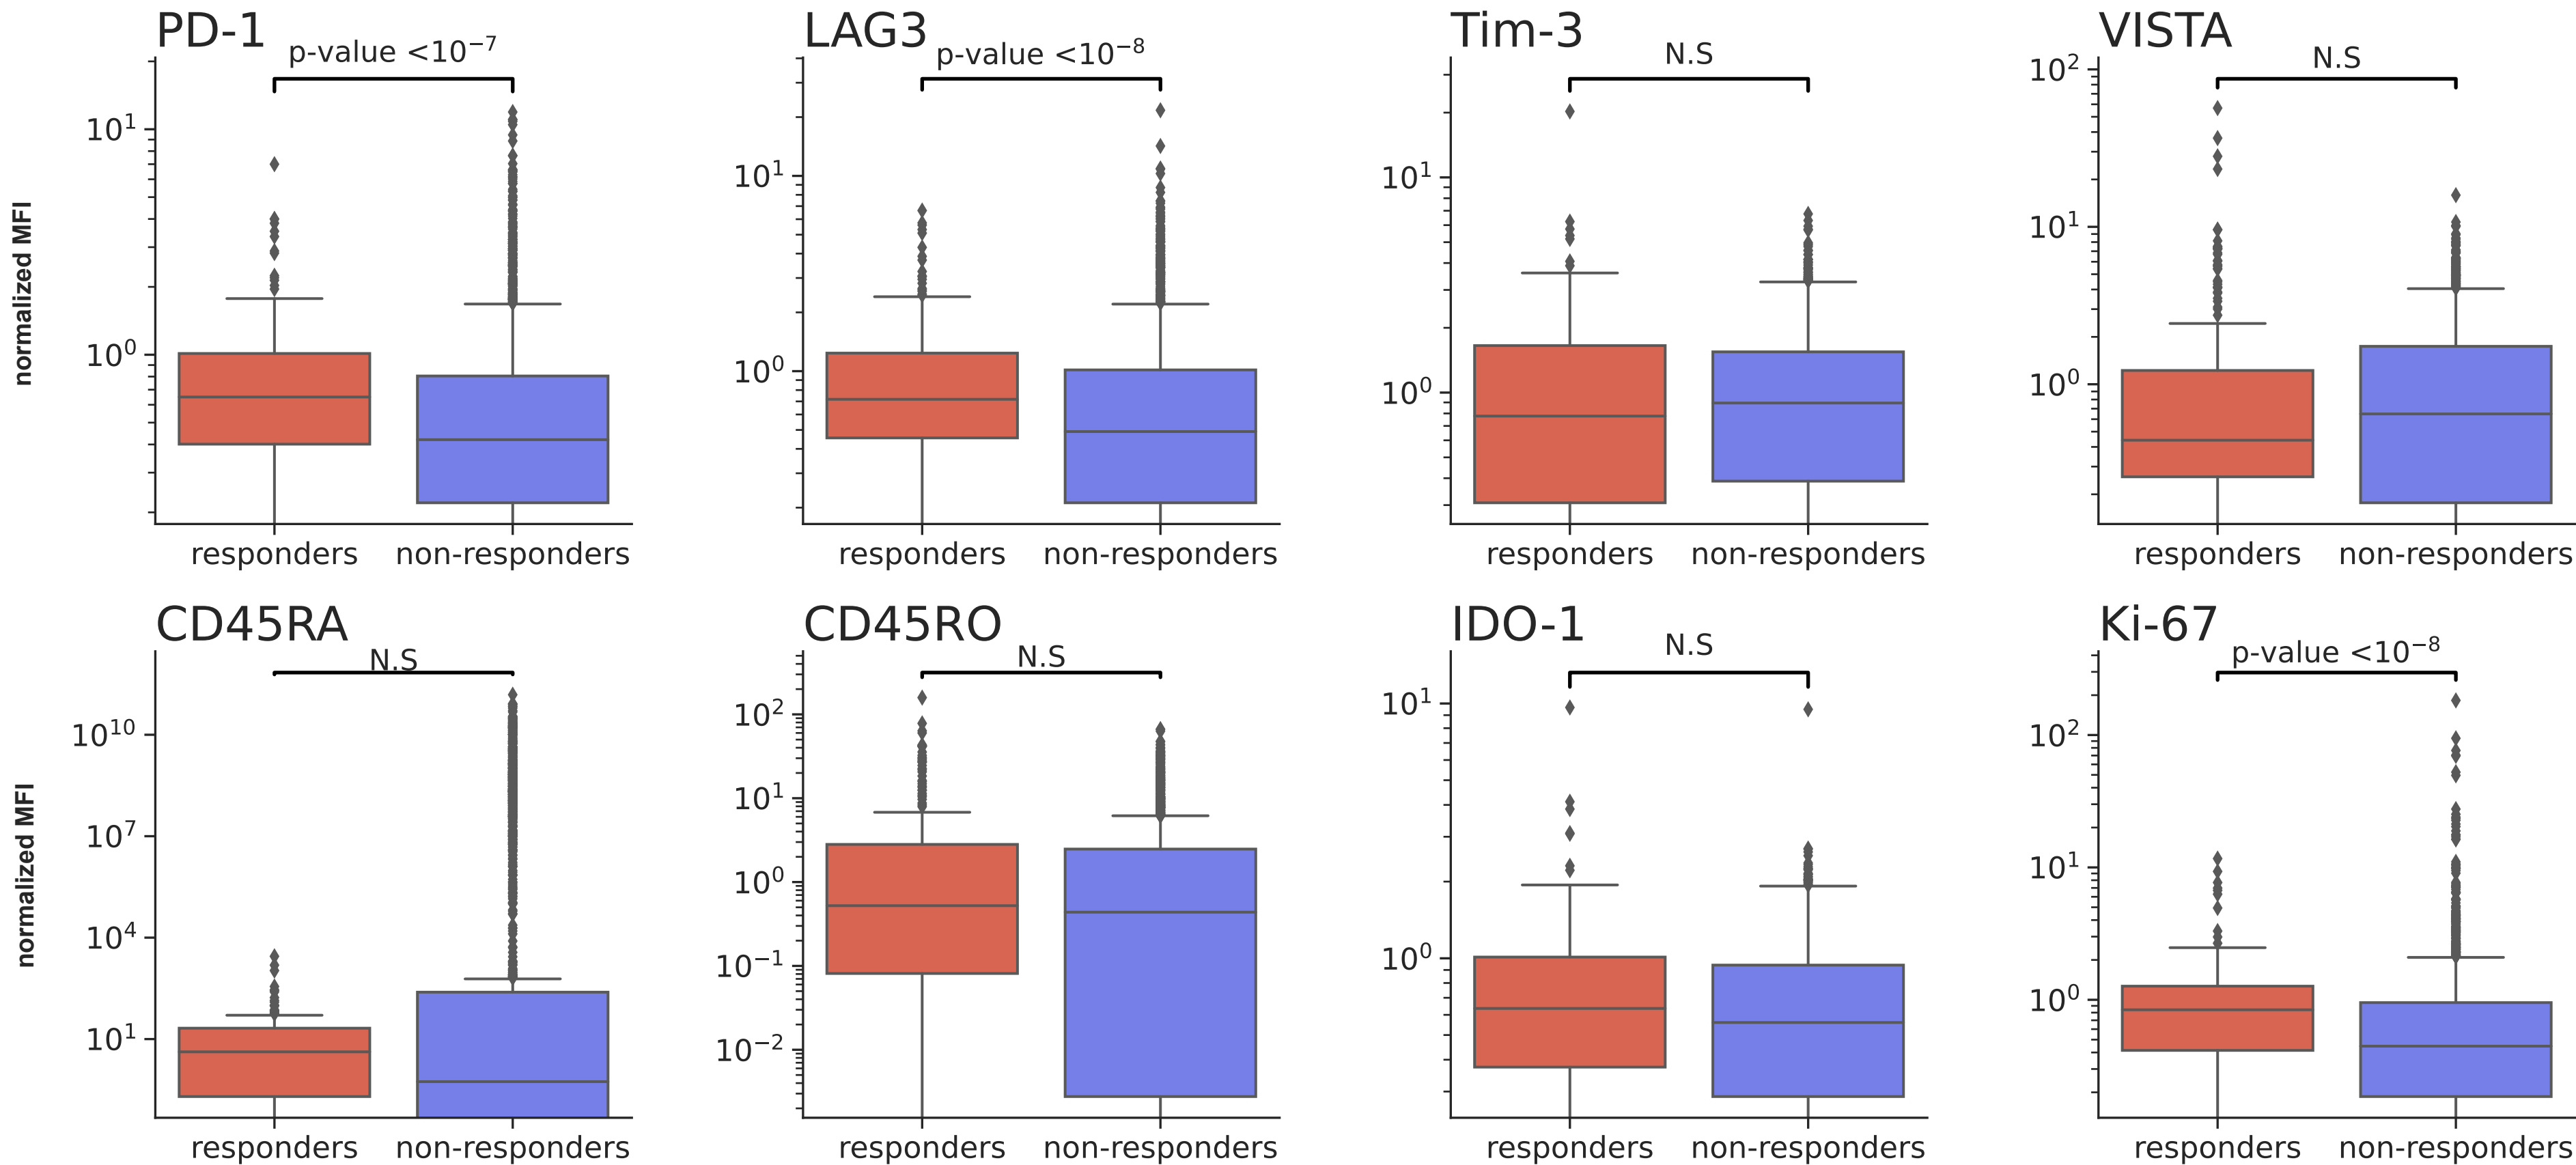 PD-1
p-value <10⁻⁷
LAG3
p-value <10⁻⁸
Tim-3
N.S
VISTA
N.S
normalized MFI
10¹
10⁰
10¹
10⁰
10¹
10⁰
10²
10¹
10⁰
responders non-responders
responders non-responders
responders non-responders
responders non-responders
CD45RA
N.S
CD45RO
N.S
IDO-1
N.S
Ki-67
p-value <10⁻⁸
normalized MFI
10¹⁰
10⁷
10⁴
10¹
10²
10¹
10⁰
10⁻¹
10⁻²
10¹
10⁰
10²
10¹
10⁰
responders non-responders
responders non-responders
responders non-responders
responders non-responders